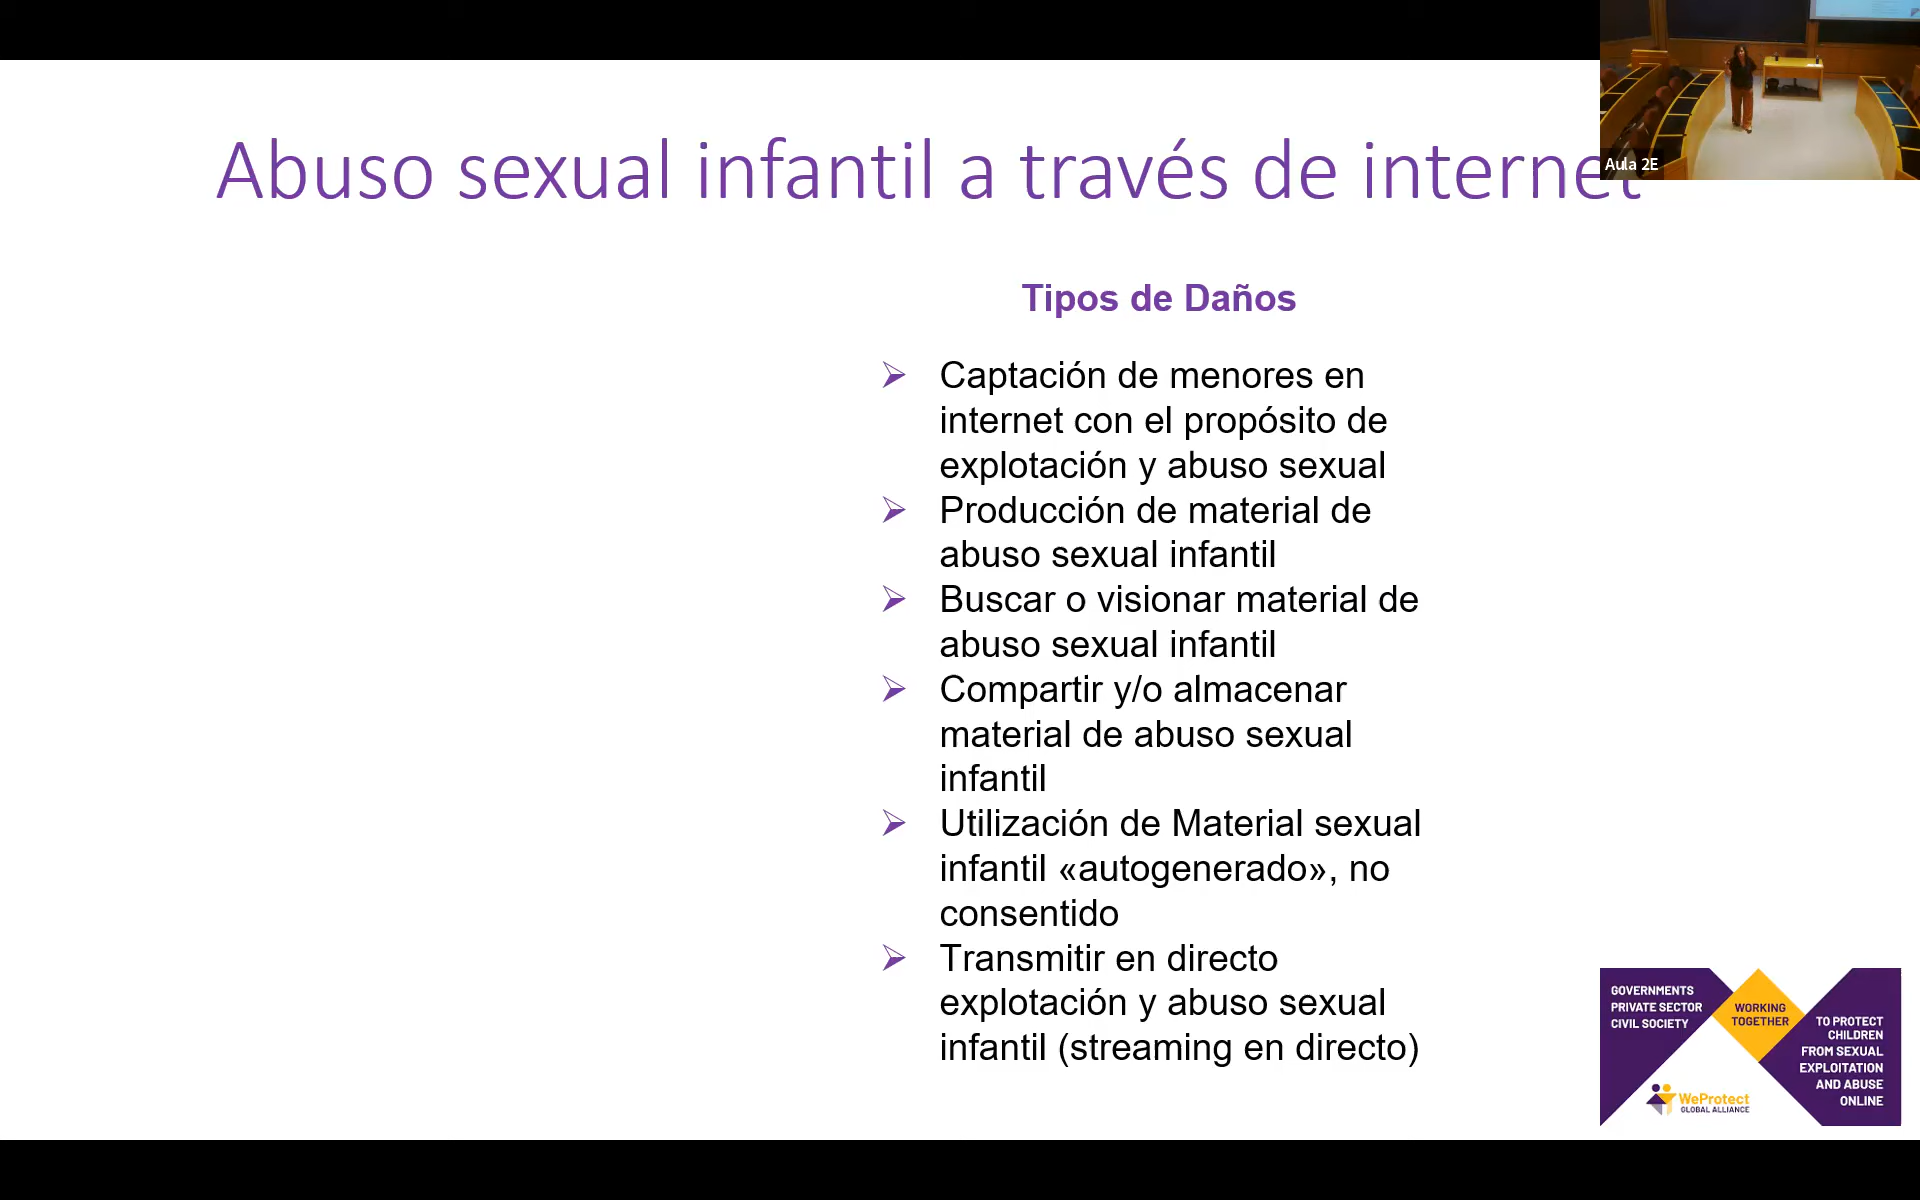 Abuso sexual infantil a través de internet
Aula 2E
Tipos de Daños
Captación de menores en
internet con el propósito de
explotación y abuso sexual
Producción de material de
abuso sexual infantil
Buscar o visionar material de
abuso sexual infantil
Compartir y/o almacenar
material de abuso sexual
infantil
Utilización de Material sexual
infantil «autogenerado», no
consentido
Transmitir en directo
explotación y abuso sexual
infantil (streaming en directo)
GOVERNMENTS
PRIVATE SECTOR
CIVIL SOCIETY
WORKING
TOGETHER
TO PROTECT
CHILDREN
FROM SEXUAL
EXPLOITATION
AND ABUSE
ONLINE
WeProtect
GLOBAL ALLIANCE